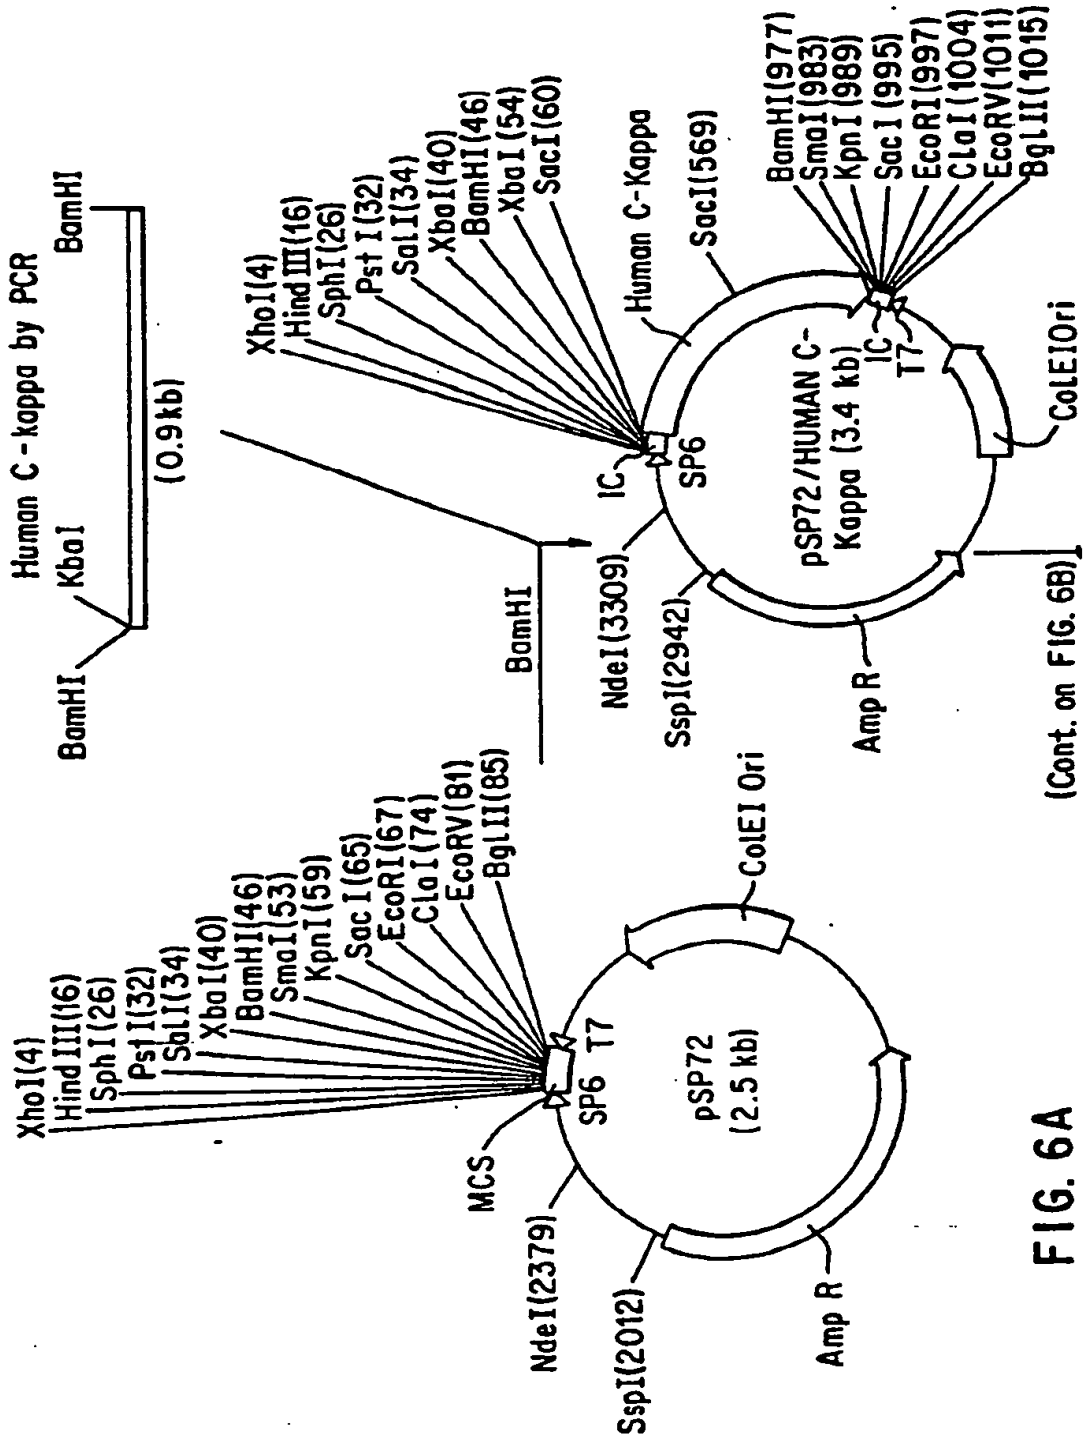 Human C-kappa by PCR
BamHI
KbaI
BamHI
(0.9kb)
XhoI(4)
HindIII(16)
SphI(26)
PstI(32)
SalI(34)
XbaI(40)
BamHI(46)
SmaI(53)
KpnI(59)
SacI(65)
EcoRI(67)
ClaI(74)
EcoRV(81)
BglII(85)
MCS
SP6
T7
NdeI(2379)
SspI(2012)
pSP72
(2.5 kb)
ColEI Ori
Amp R
BamHI
XhoI(4)
HindIII(16)
SphI(26)
PstI(32)
SalI(34)
XbaI(40)
BamHI(46)
XbaI(54)
SacI(60)
Human C-Kappa
SacI(569)
IC
SP6
NdeI(3309)
SspI(2942)
pSP72/HUMAN C-
Kappa (3.4 kb)
IC
T7
BamHI(977)
SmaI(983)
KpnI(989)
SacI(995)
EcoRI(997)
ClaI(1004)
EcoRV(1011)
BglII(1015)
ColEIOri
Amp R
(Cont. on FIG. 6B)
FIG. 6A